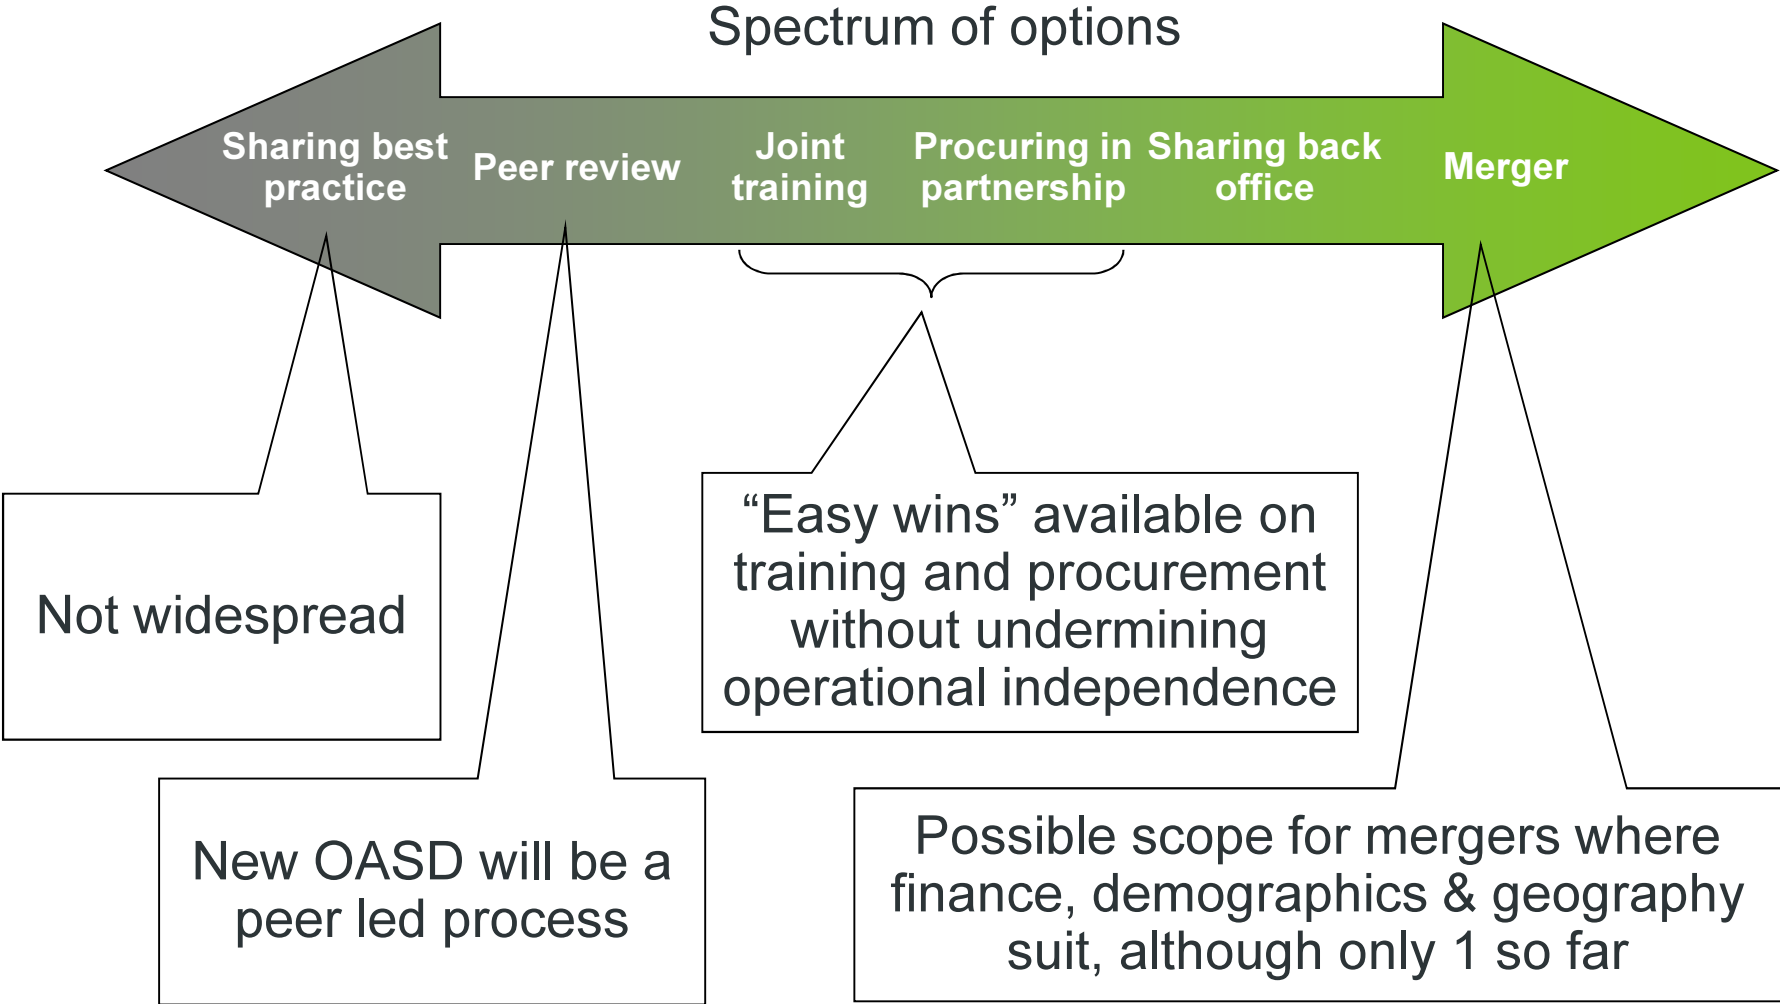 Spectrum of options
Sharing best
practice
Peer review
Joint
training
Procuring in
partnership
Sharing back
office
Merger
Not widespread
New OASD will be a
peer led process
“Easy wins” available on
training and procurement
without undermining
operational independence
Possible scope for mergers where
finance, demographics & geography
suit, although only 1 so far